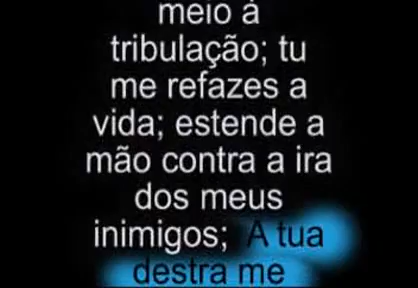 meio à
tribulação; tu
me refazes a
vida; estende a
mão contra a ira
dos meus
inimigos; A tua
destra me